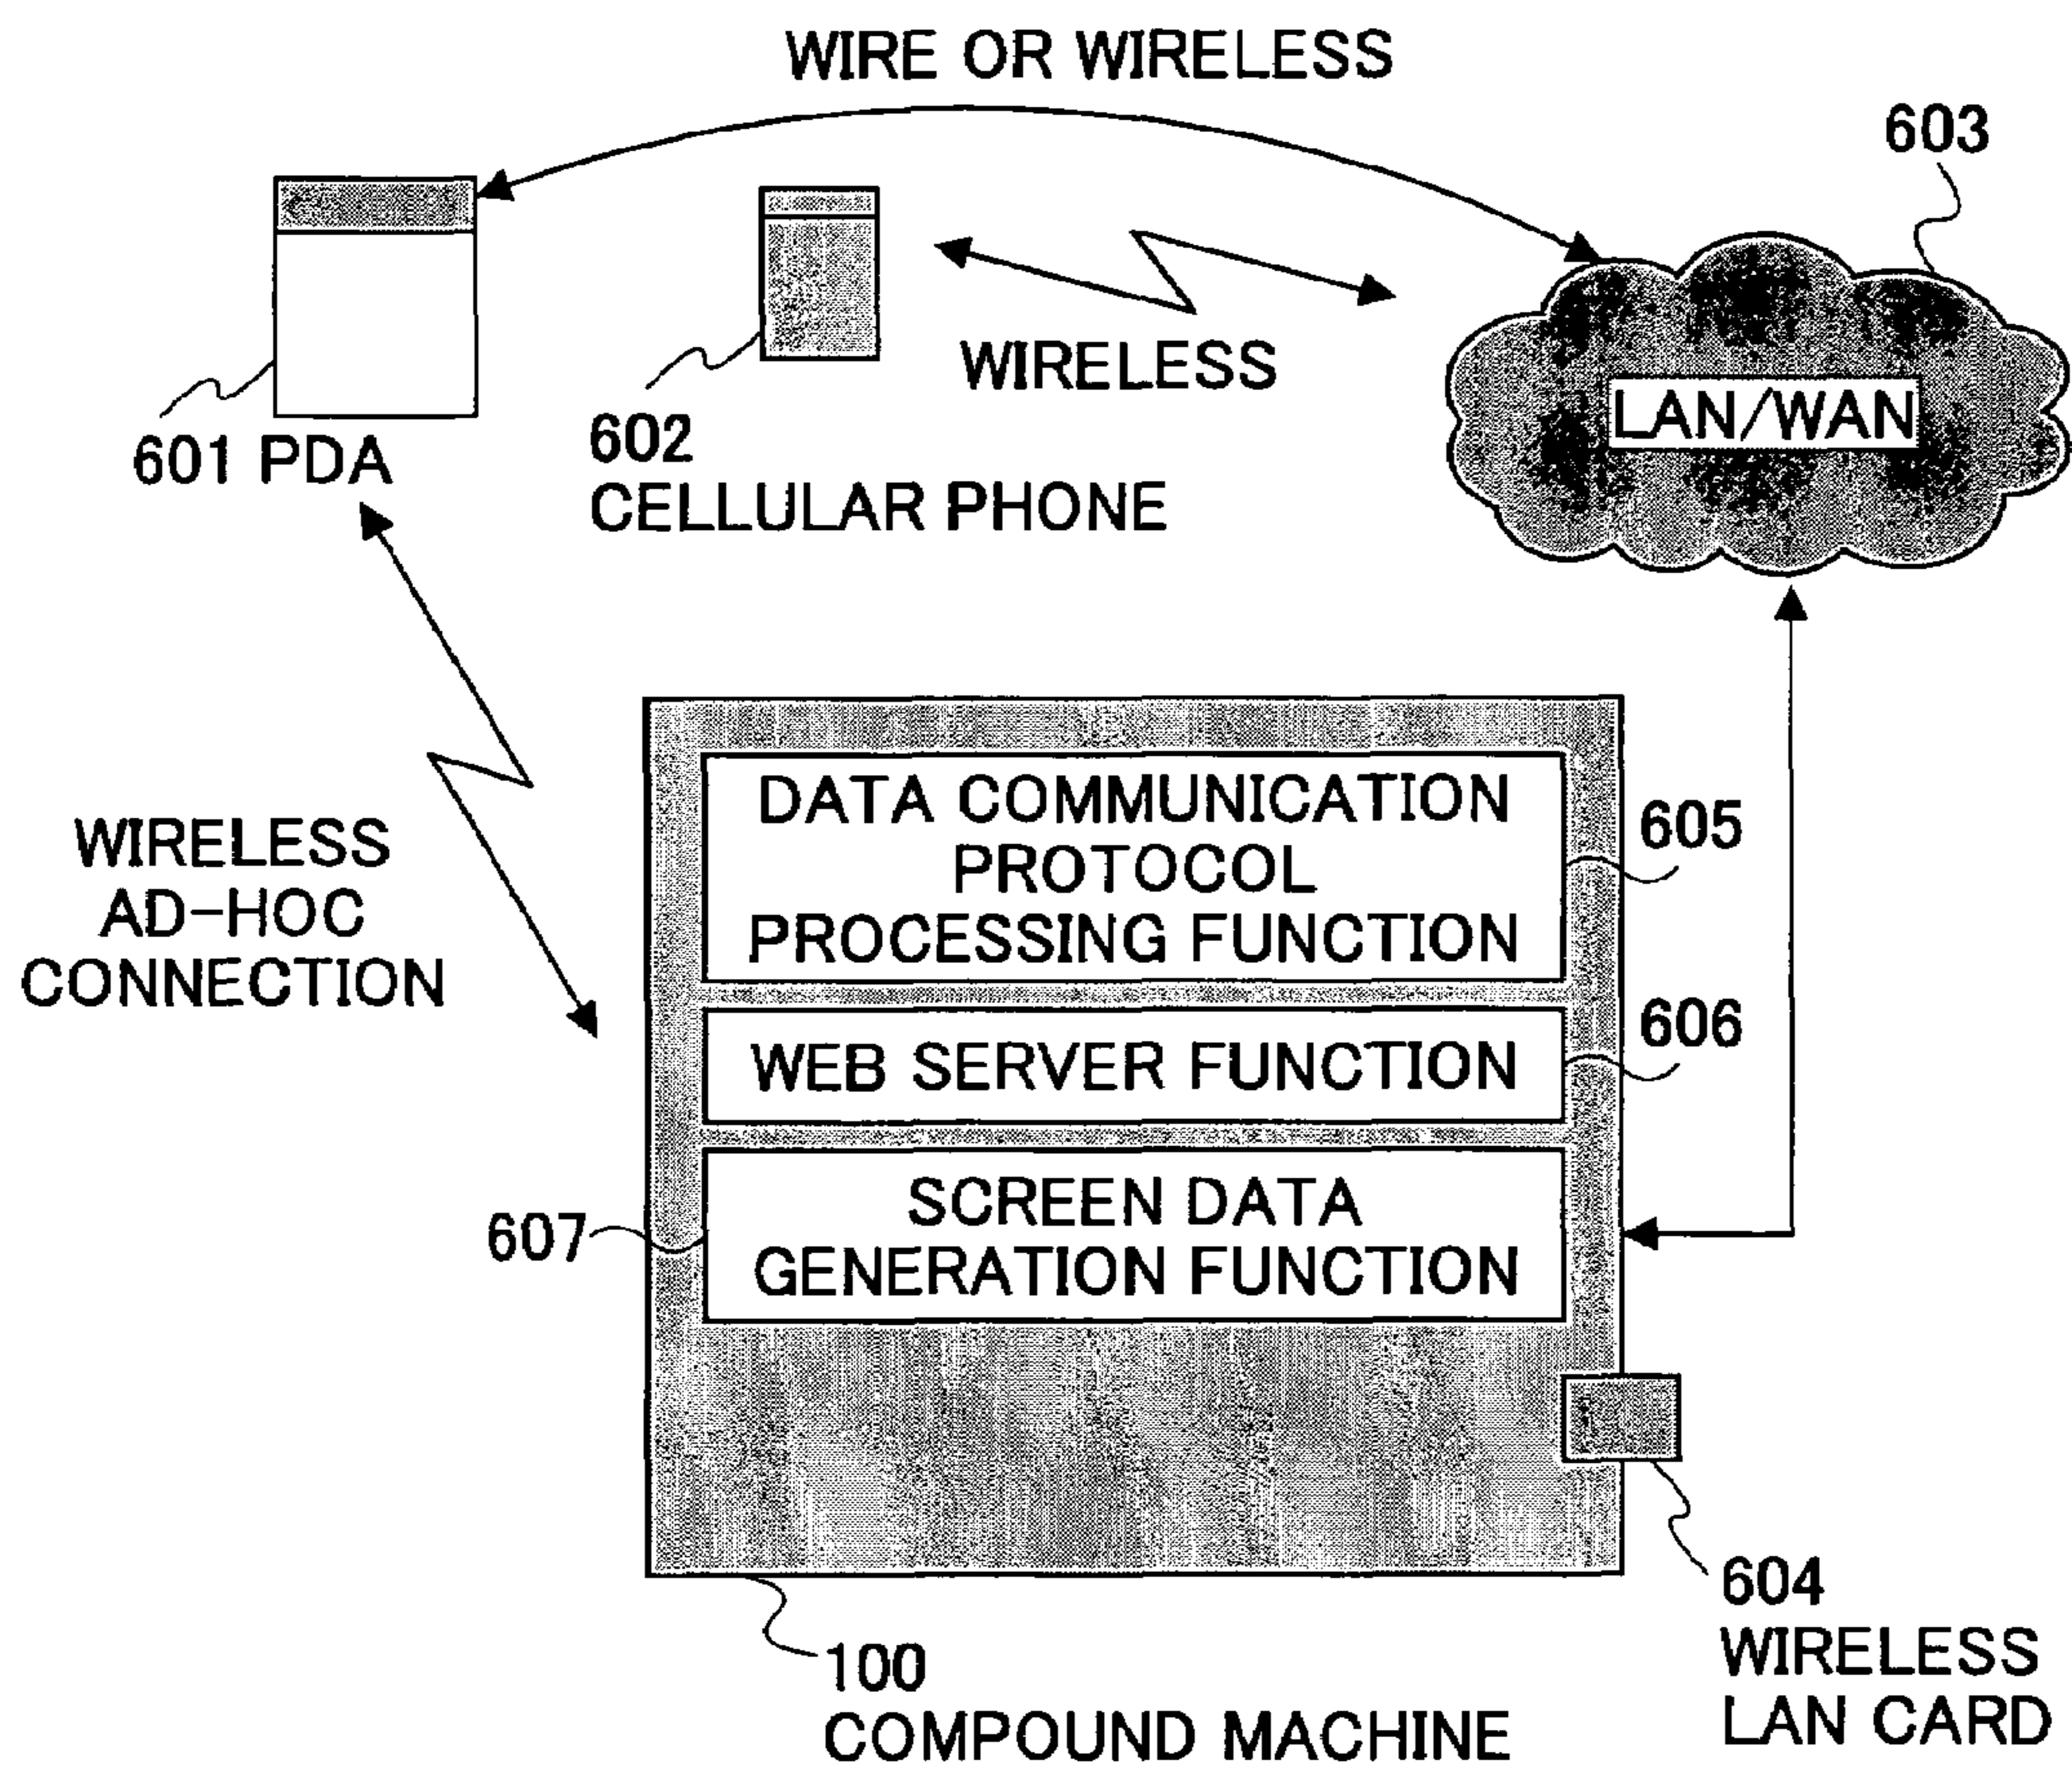 WIRE OR WIRELESS
603
WIRELESS
LAN/WAN
601 PDA
602
CELLULAR PHONE
WIRELESS
AD-HOC
CONNECTION
DATA COMMUNICATION
PROTOCOL
PROCESSING FUNCTION
605
WEB SERVER FUNCTION
606
SCREEN DATA
GENERATION FUNCTION
607
604
WIRELESS
LAN CARD
100
COMPOUND MACHINE